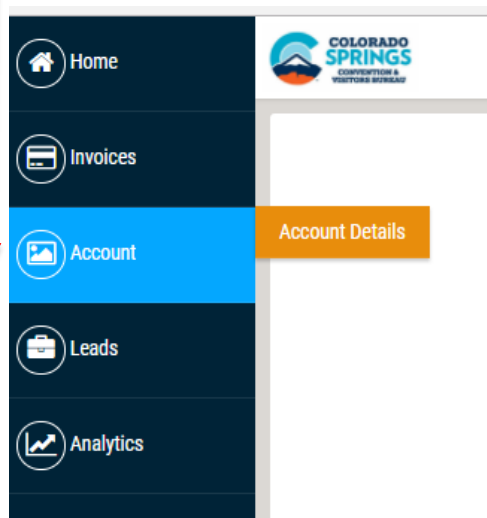 Home
COLORADO
SPRINGS
CONVENTION &
VISITORS BUREAU
Invoices
Account
Account Details
Leads
Analytics